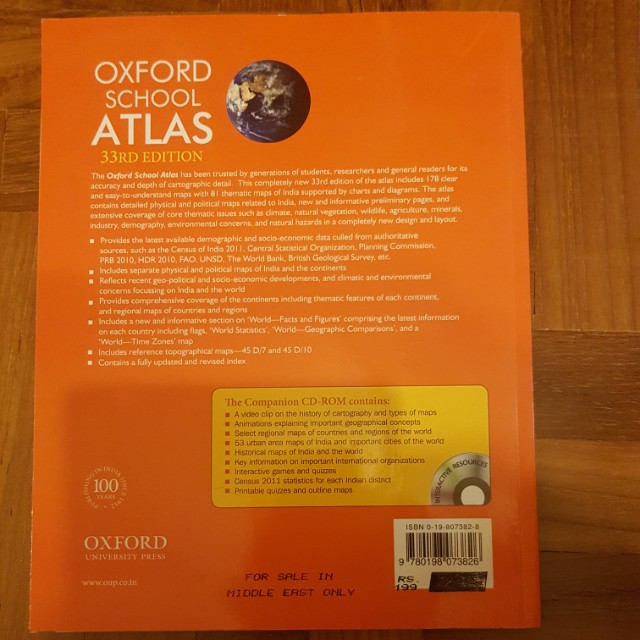 OXFORD
SCHOOL
ATLAS
33RD EDITION
The Oxford School Atlas has been trusted by generations of students, researchers and general readers for its
accuracy and depth of cartographic detail. This completely new 33rd edition of the atlas includes 178 clear
and easy-to-understand maps with 81 thematic maps of India supported by charts and diagrams. The atlas
contains detailed physical and political maps related to India, new and informative preliminary pages, and
extensive coverage of core thematic issues such as climate, natural vegetation, wildlife, agriculture, minerals,
industry, demography, environmental concerns, and natural hazards in a completely new design and layout.
■ Provides the latest available demographic and socio-economic data culled from authoritative
sources, such as the Census of India 2011, Central Statistical Organization, Planning Commission,
PRB 2010, HDR 2010, FAO, UNSD, The World Bank, British Geological Survey, etc.
■ Includes separate physical and political maps of India and the continents
■ Reflects recent geo-political and socio-economic developments, and climatic and environmental
concerns focussing on India and the world
■ Provides comprehensive coverage of the continents including thematic features of each continent,
and regional maps of countries and regions
■ Includes a new and informative section on 'World—Facts and Figures' comprising the latest information
on each country including flags, 'World Statistics', 'World—Geographic Comparisons', and a
'World—Time Zones' map
■ Includes reference topographical maps—45 D/7 and 45 D/10
■ Contains a fully updated and revised index
The Companion CD-ROM contains:
■ A video clip on the history of cartography and types of maps
■ Animations explaining important geographical concepts
■ Select regional maps of countries and regions of the world
■ 53 urban area maps of India and important cities of the world
■ Historical maps of India and the world
■ Key information on important international organizations
■ Interactive games and quizzes
■ Census 2011 statistics for each Indian district
■ Printable quizzes and outline maps
INTERACTIVE RESOURCES
PUBLISHING IN INDIA SINCE 1912
100
YEARS
OXFORD
UNIVERSITY PRESS
www.oup.co.in
ISBN 0-19-807382-8
9 780198 073826
RS.
199
FOR SALE IN
MIDDLE EAST ONLY